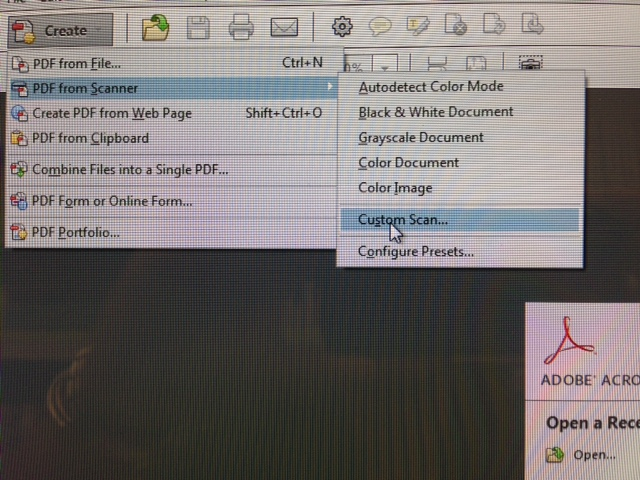 Create
PDF from File... Ctrl+N
PDF from Scanner
Create PDF from Web Page Shift+Ctrl+O
PDF from Clipboard
Combine Files into a Single PDF...
PDF Form or Online Form...
PDF Portfolio...
%
Autodetect Color Mode
Black & White Document
Grayscale Document
Color Document
Color Image
Custom Scan...
Configure Presets...
ADOBE® ACRO
Open a Rece
Open...